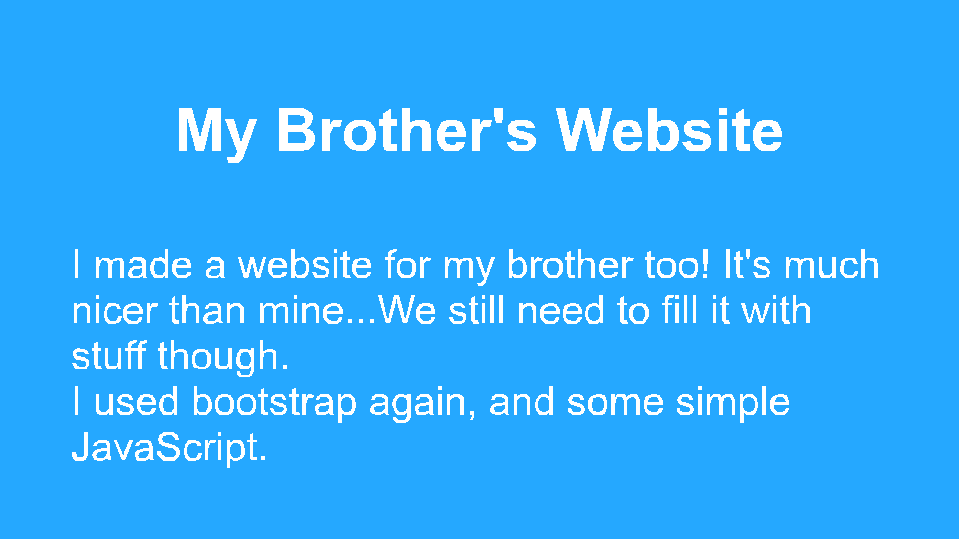 My Brother's Website
I made a website for my brother too! It's much
nicer than mine...We still need to fill it with
stuff though.
I used bootstrap again, and some simple
JavaScript.